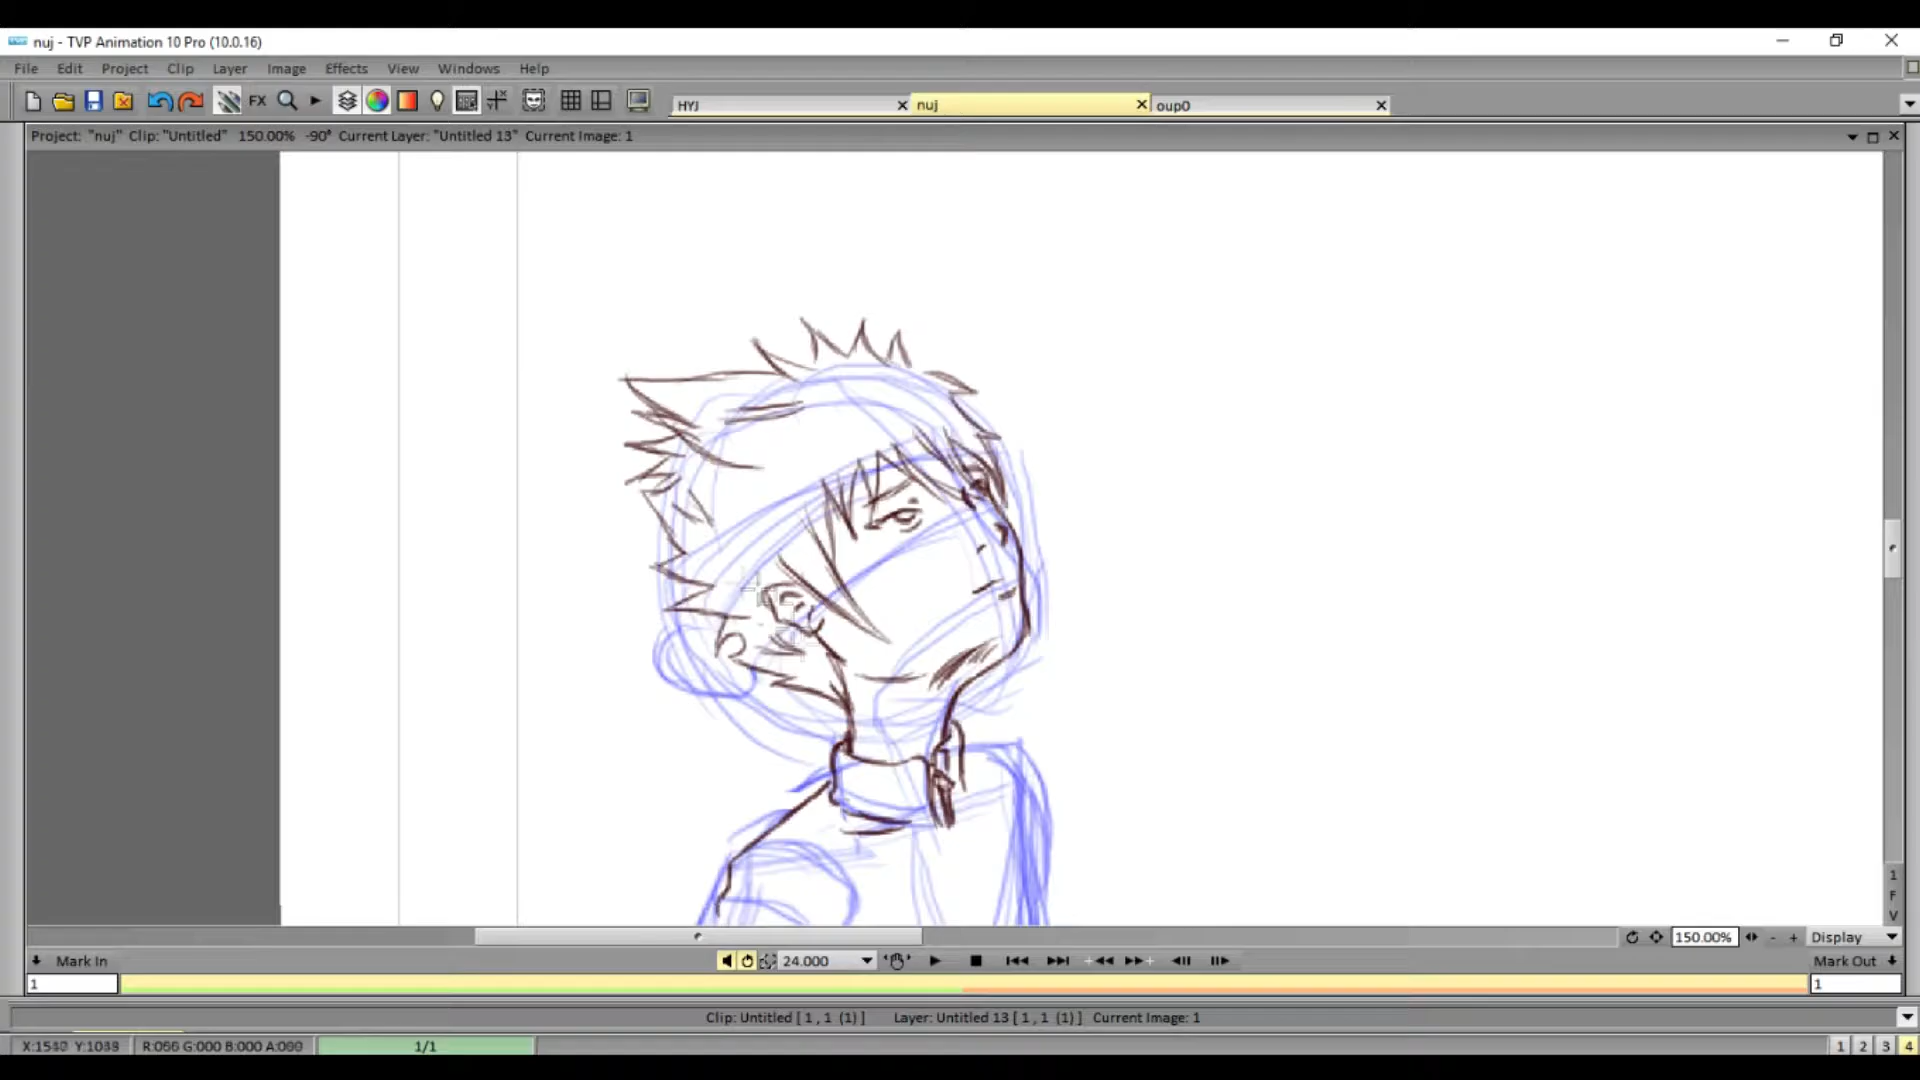 nuj - TVP Animation 10 Pro (10.0.16)
File Edit Project Clip Layer Image Effects View Windows Help
FX HYJ nuj oup0
Project: "nuj" Clip: "Untitled" 150.00% -90° Current Layer: "Untitled 13" Current Image: 1
1
F
V
150.00% - + Display
Mark In 24.000 Mark Out
1 1
Clip: Untitled [ 1 , 1 (1) ] Layer: Untitled 13 [ 1 , 1 (1) ] Current Image: 1
1/1 1 2 3 4